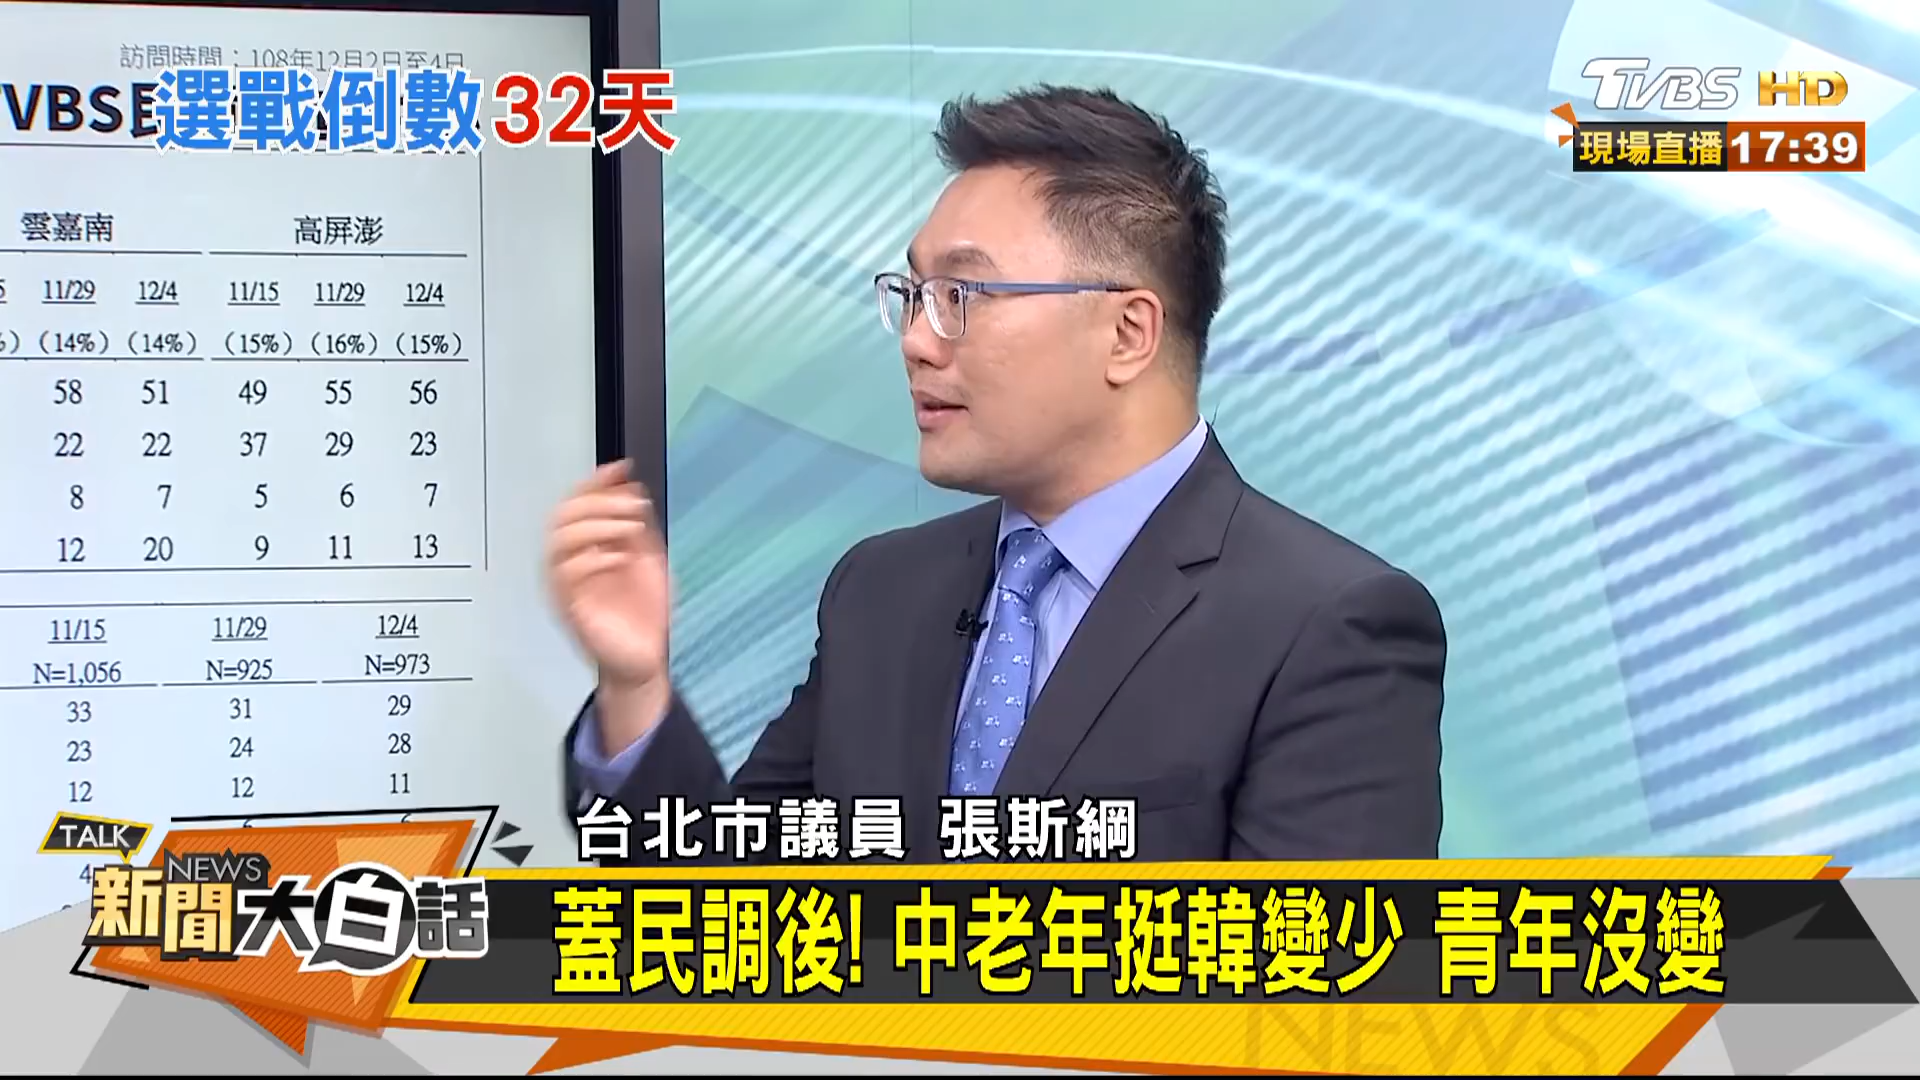 訪問時間：108年12月2日至4日
TVBS民
選戰倒數32天
TVBS HD
現場直播 17:39
雲嘉南 高屏澎
11/29 12/4 11/15 11/29 12/4
(14%) (14%) (15%) (16%) (15%)
58 51 49 55 56
22 22 37 29 23
8 7 5 6 7
12 20 9 11 13
11/15 11/29 12/4
N=1,056 N=925 N=973
33 31 29
23 24 28
12 12 11
台北市議員 張斯綱
TALK
NEWS
新聞大白話
蓋民調後! 中老年挺韓變少 青年沒變
NEWS